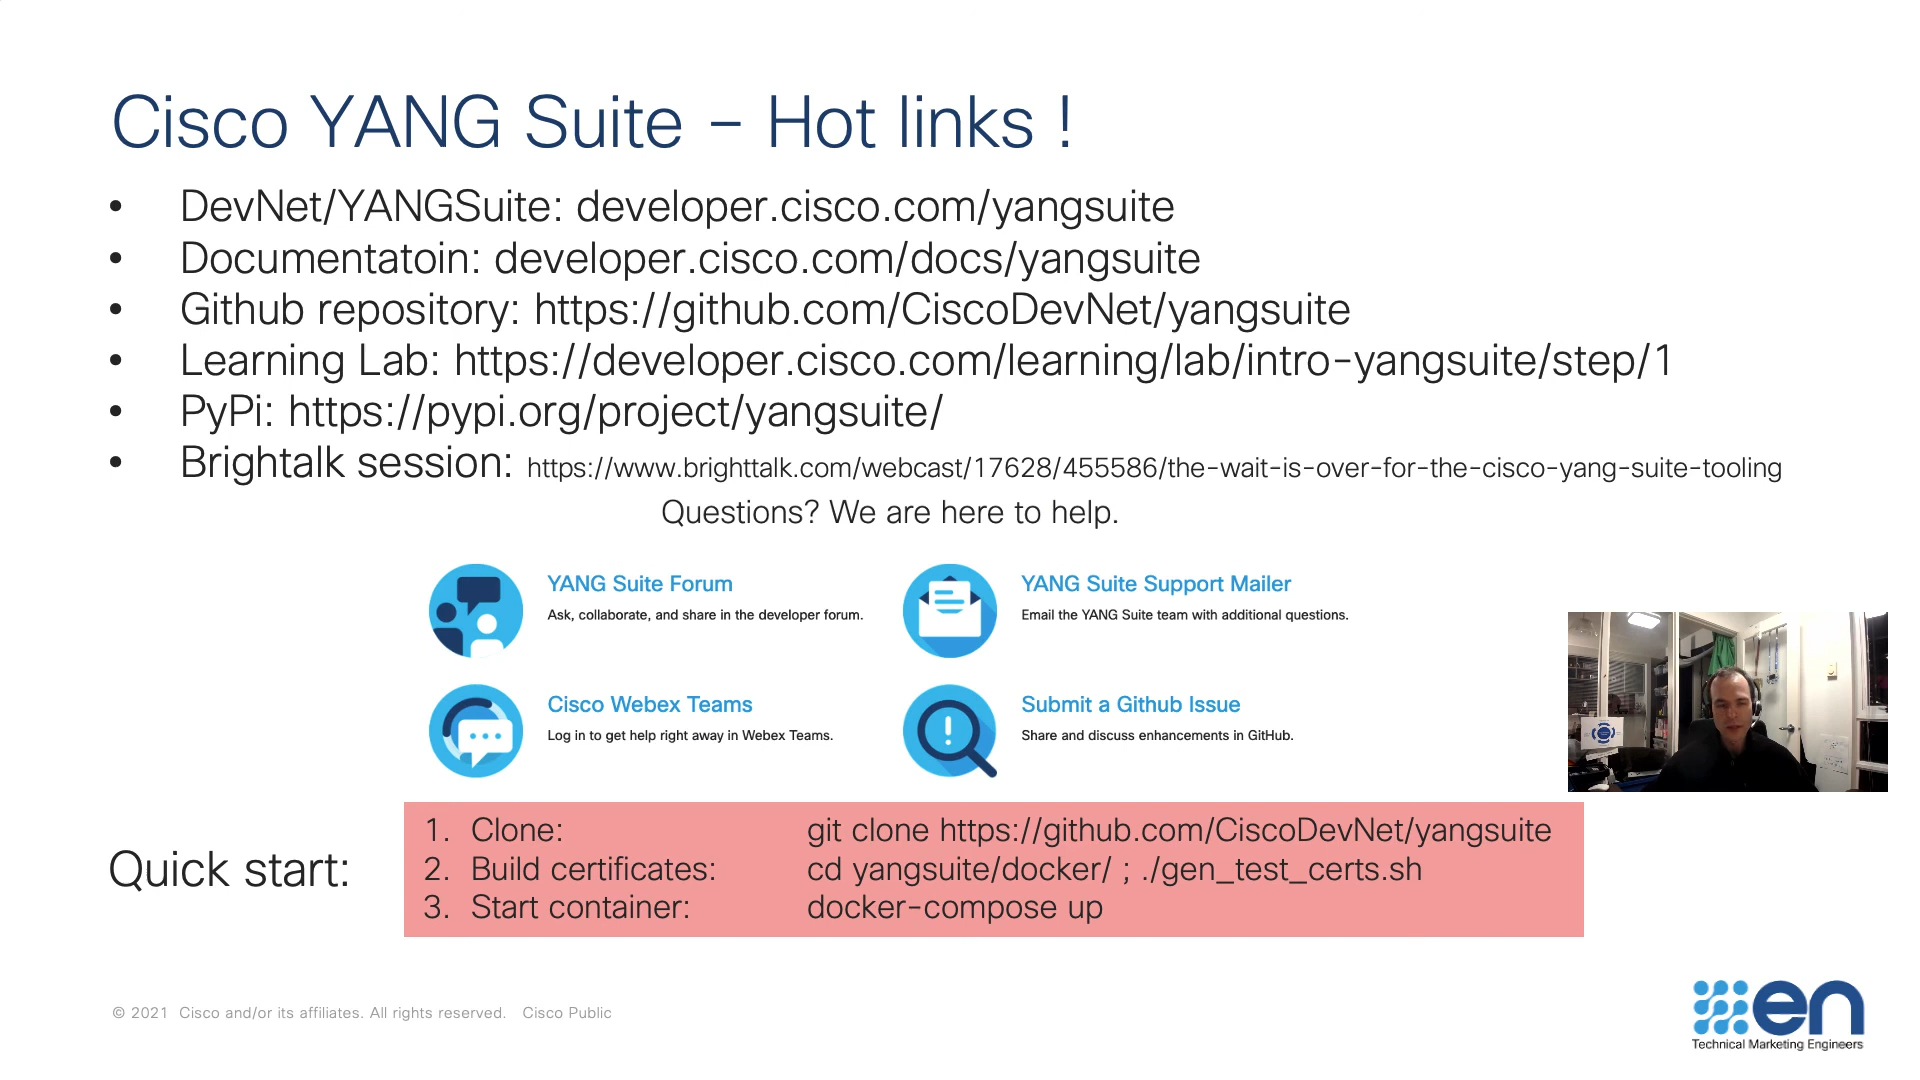 Cisco YANG Suite – Hot links !
• DevNet/YANGSuite: developer.cisco.com/yangsuite
• Documentatoin: developer.cisco.com/docs/yangsuite
• Github repository: https://github.com/CiscoDevNet/yangsuite
• Learning Lab: https://developer.cisco.com/learning/lab/intro-yangsuite/step/1
• PyPi: https://pypi.org/project/yangsuite/
• Brightalk session: https://www.brighttalk.com/webcast/17628/455586/the-wait-is-over-for-the-cisco-yang-suite-tooling
Questions? We are here to help.
YANG Suite Forum
Ask, collaborate, and share in the developer forum.
YANG Suite Support Mailer
Email the YANG Suite team with additional questions.
Cisco Webex Teams
Log in to get help right away in Webex Teams.
Submit a Github Issue
Share and discuss enhancements in GitHub.
Quick start:
1. Clone: git clone https://github.com/CiscoDevNet/yangsuite
2. Build certificates: cd yangsuite/docker/ ; ./gen_test_certs.sh
3. Start container: docker-compose up
© 2021 Cisco and/or its affiliates. All rights reserved. Cisco Public
en
Technical Marketing Engineers